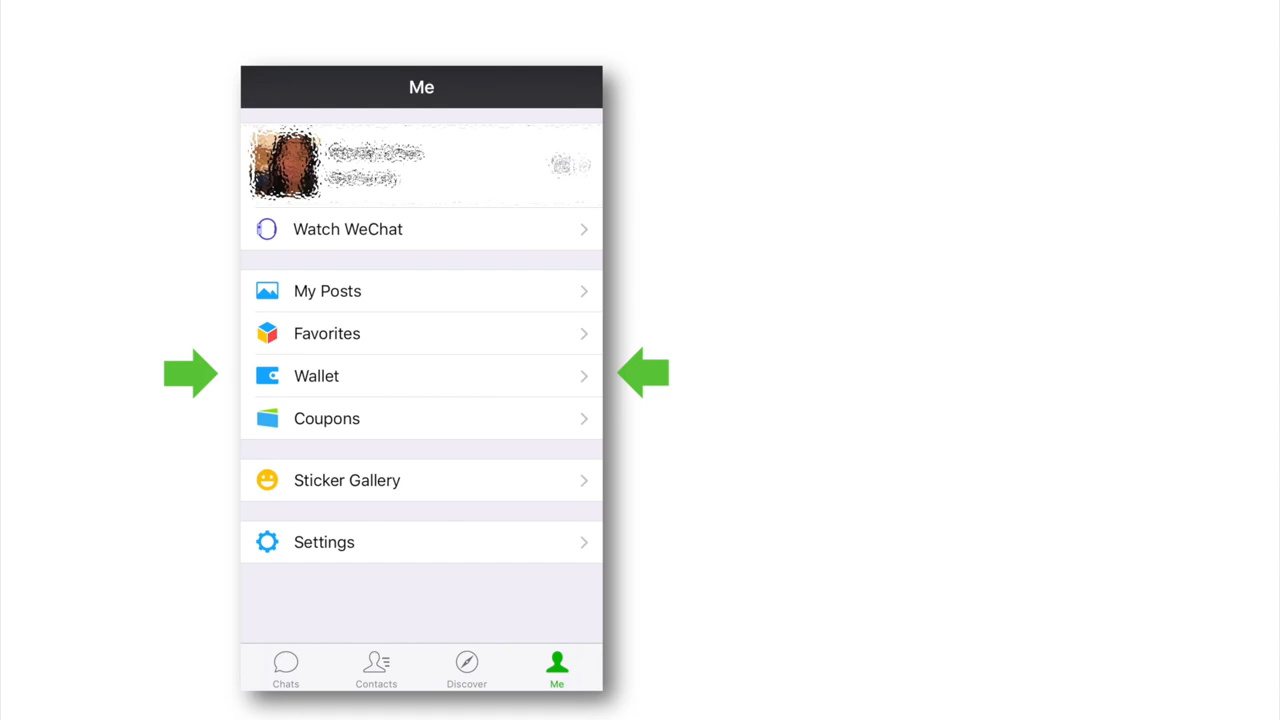 Me
Watch WeChat
My Posts
Favorites
Wallet
Coupons
Sticker Gallery
Settings
Chats
Contacts
Discover
Me